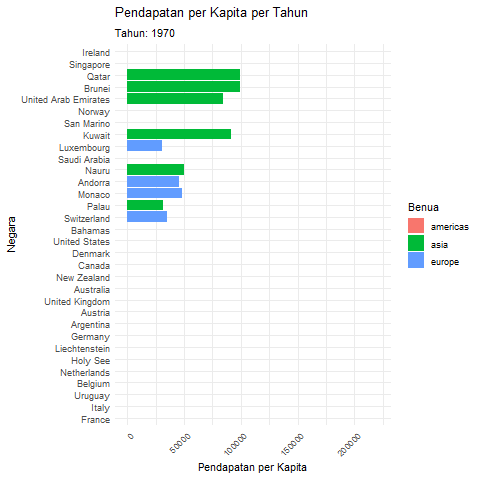 Pendapatan per Kapita per Tahun
Tahun: 1970
Negara
Ireland
Singapore
Qatar
Brunei
United Arab Emirates
Norway
San Marino
Kuwait
Luxembourg
Saudi Arabia
Nauru
Andorra
Monaco
Palau
Switzerland
Bahamas
United States
Denmark
Canada
New Zealand
Australia
United Kingdom
Austria
Argentina
Germany
Liechtenstein
Holy See
Netherlands
Belgium
Uruguay
Italy
France
0
50000
100000
150000
200000
Pendapatan per Kapita
Benua
americas
asia
europe